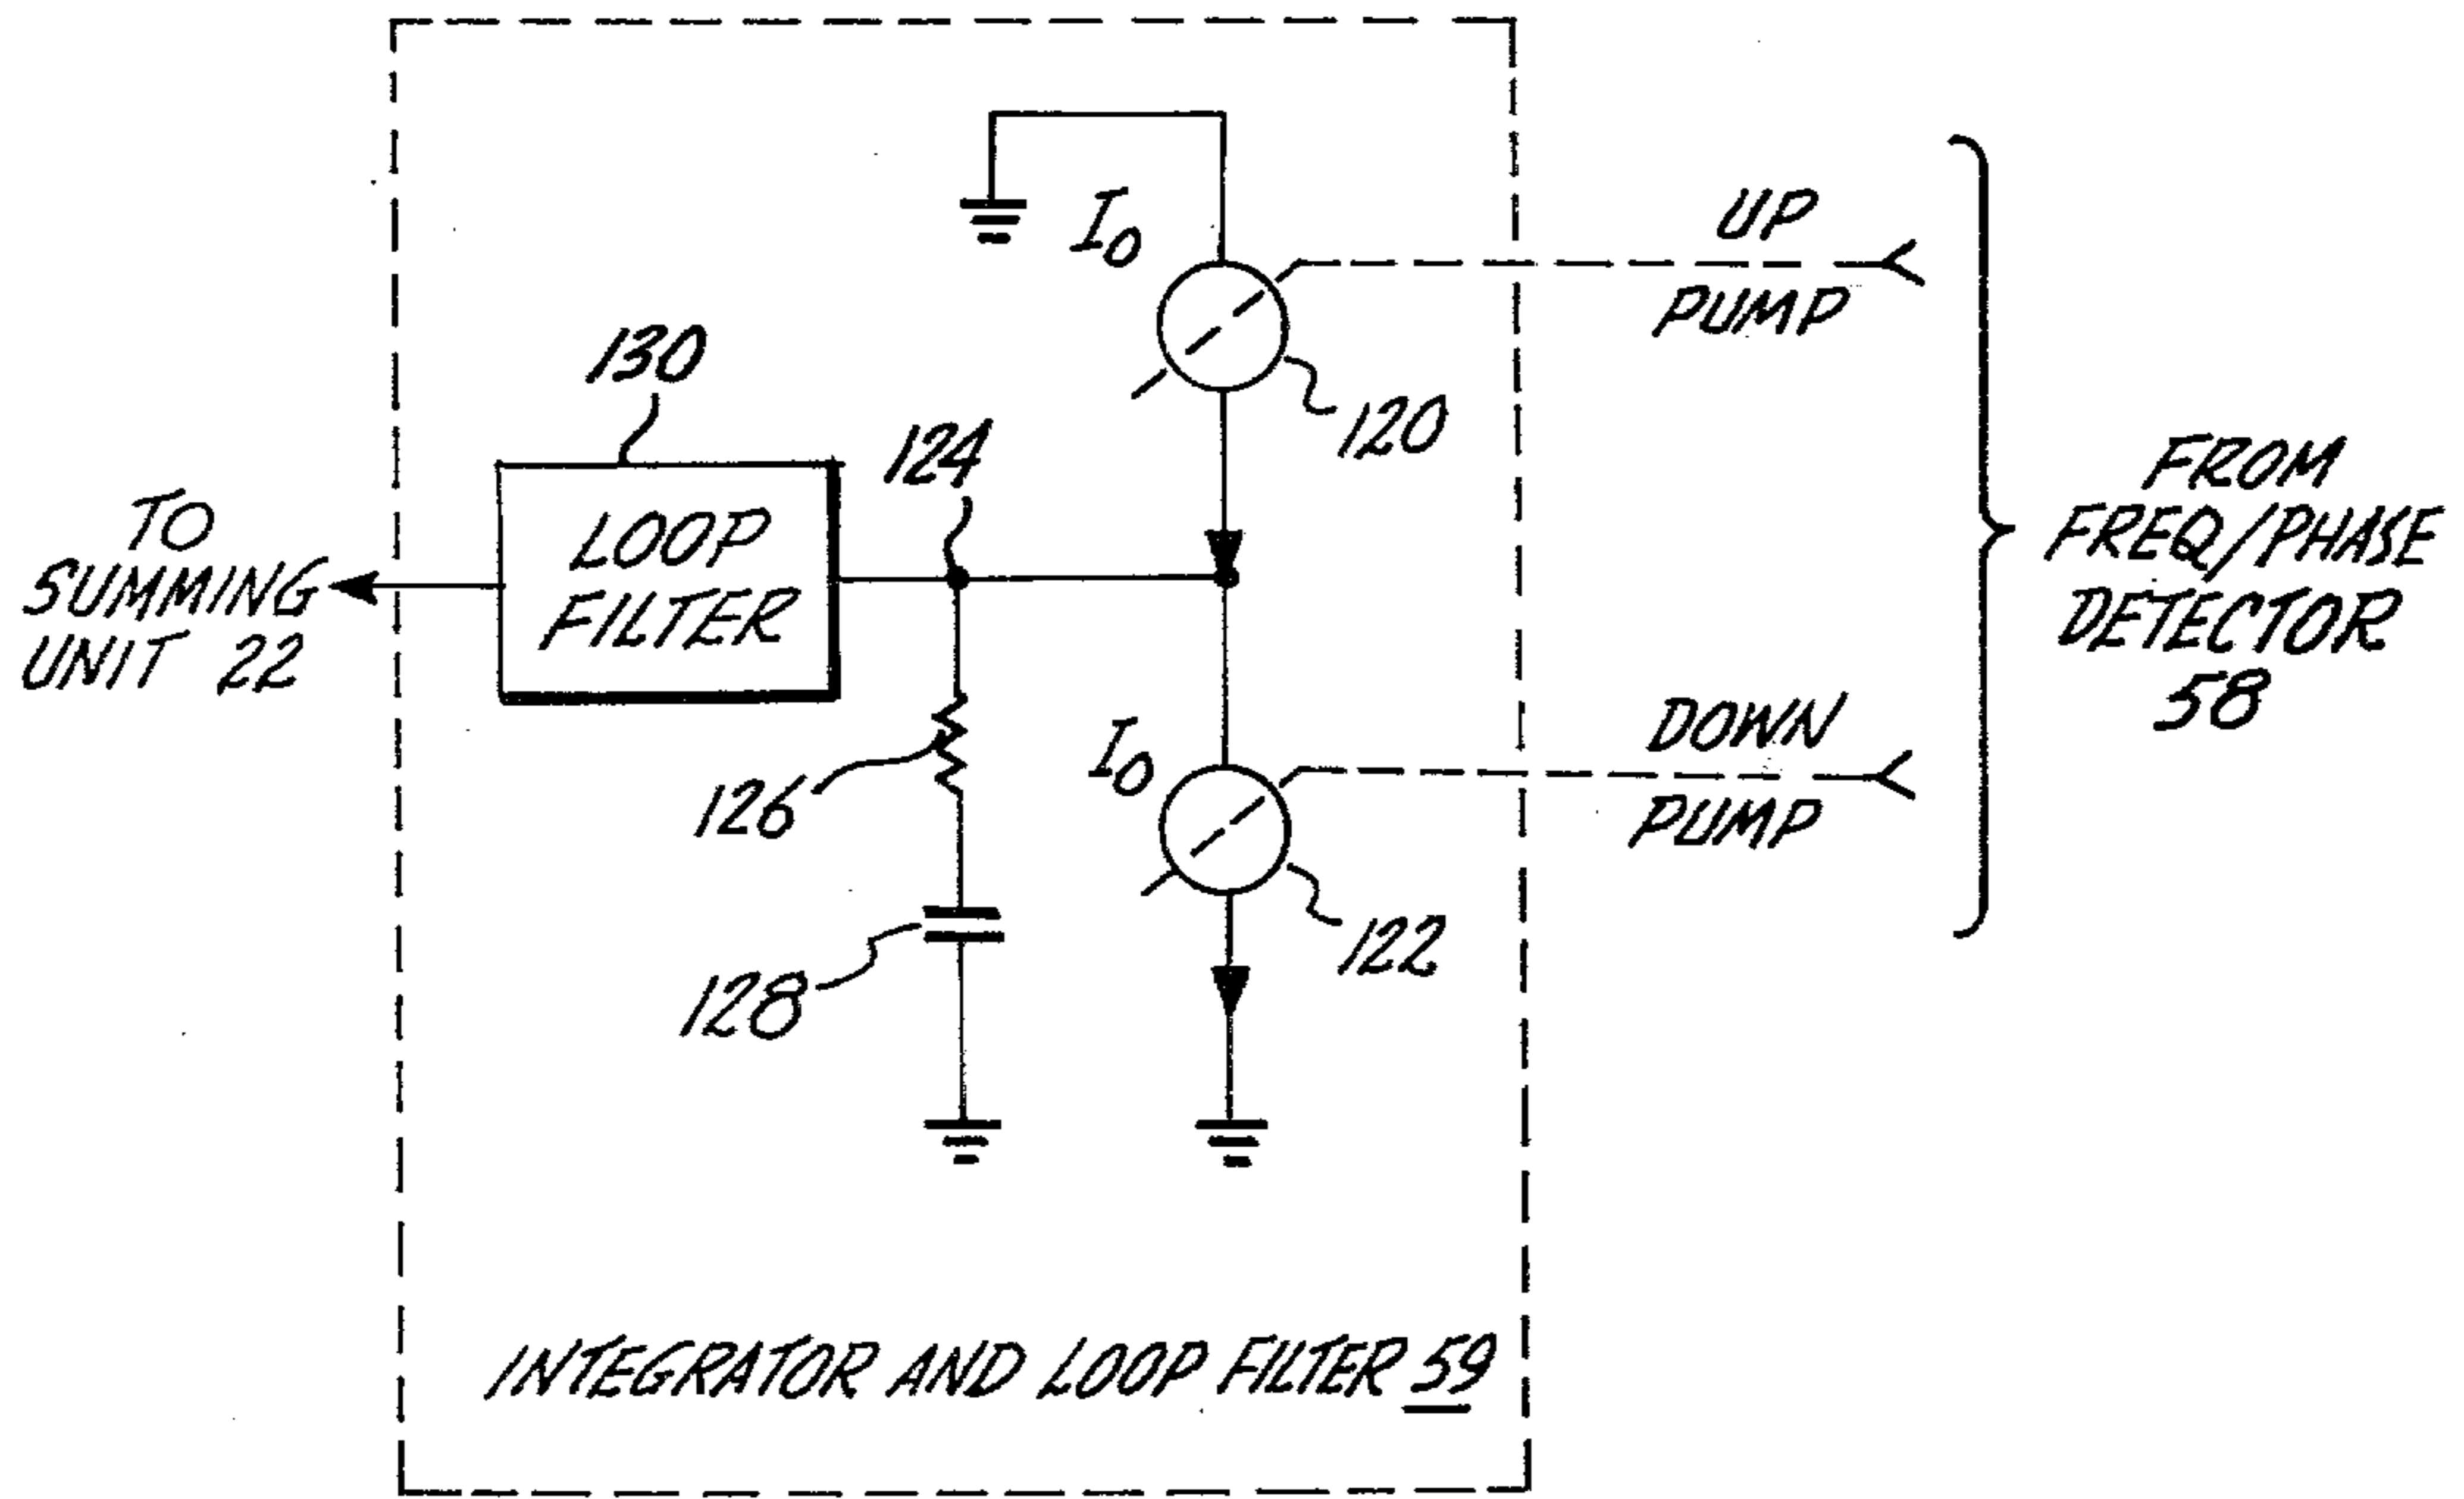 I0
UP
PUMP
120
130
124
LOOP
FILTER
TO
SUMMING
UNIT 22
FROM
FREQ/PHASE
DETECTOR
58
I0
DOWN
PUMP
126
122
128
INTEGRATOR AND LOOP FILTER 59